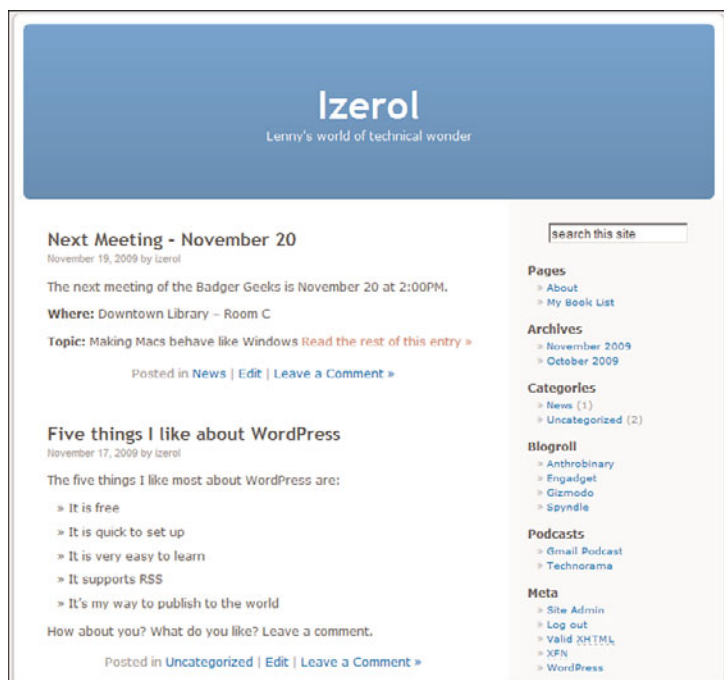 Izerol
Lenny's world of technical wonder
Next Meeting - November 20
November 19, 2009 by izerol
The next meeting of the Badger Geeks is November 20 at 2:00PM.
Where: Downtown Library – Room C
Topic: Making Macs behave like Windows Read the rest of this entry »
Posted in News | Edit | Leave a Comment »
Five things I like about WordPress
November 17, 2009 by izerol
The five things I like most about WordPress are:
» It is free
» It is quick to set up
» It is very easy to learn
» It supports RSS
» It's my way to publish to the world
How about you? What do you like? Leave a comment.
Posted in Uncategorized | Edit | Leave a Comment »
search this site
Pages
» About
» My Book List
Archives
» November 2009
» October 2009
Categories
» News (1)
» Uncategorized (2)
Blogroll
» Anthrobinary
» Engadget
» Gizmodo
» Spyndle
Podcasts
» Gmail Podcast
» Technorama
Meta
» Site Admin
» Log out
» Valid XHTML
» XFN
» WordPress